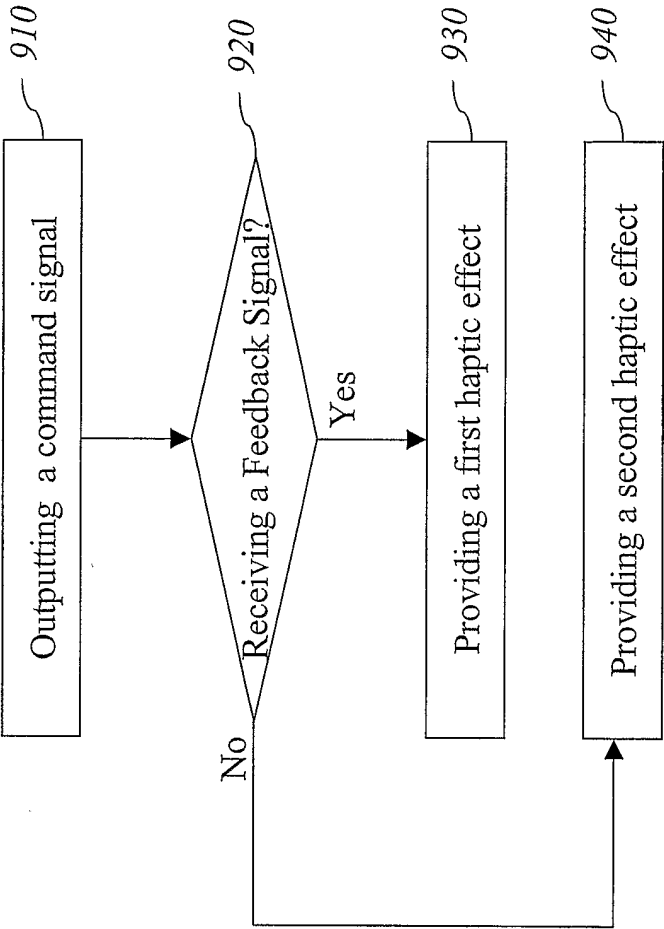 910
Outputting a command signal
920
Receiving a Feedback Signal?
Yes
No
930
Providing a first haptic effect
940
Providing a second haptic effect